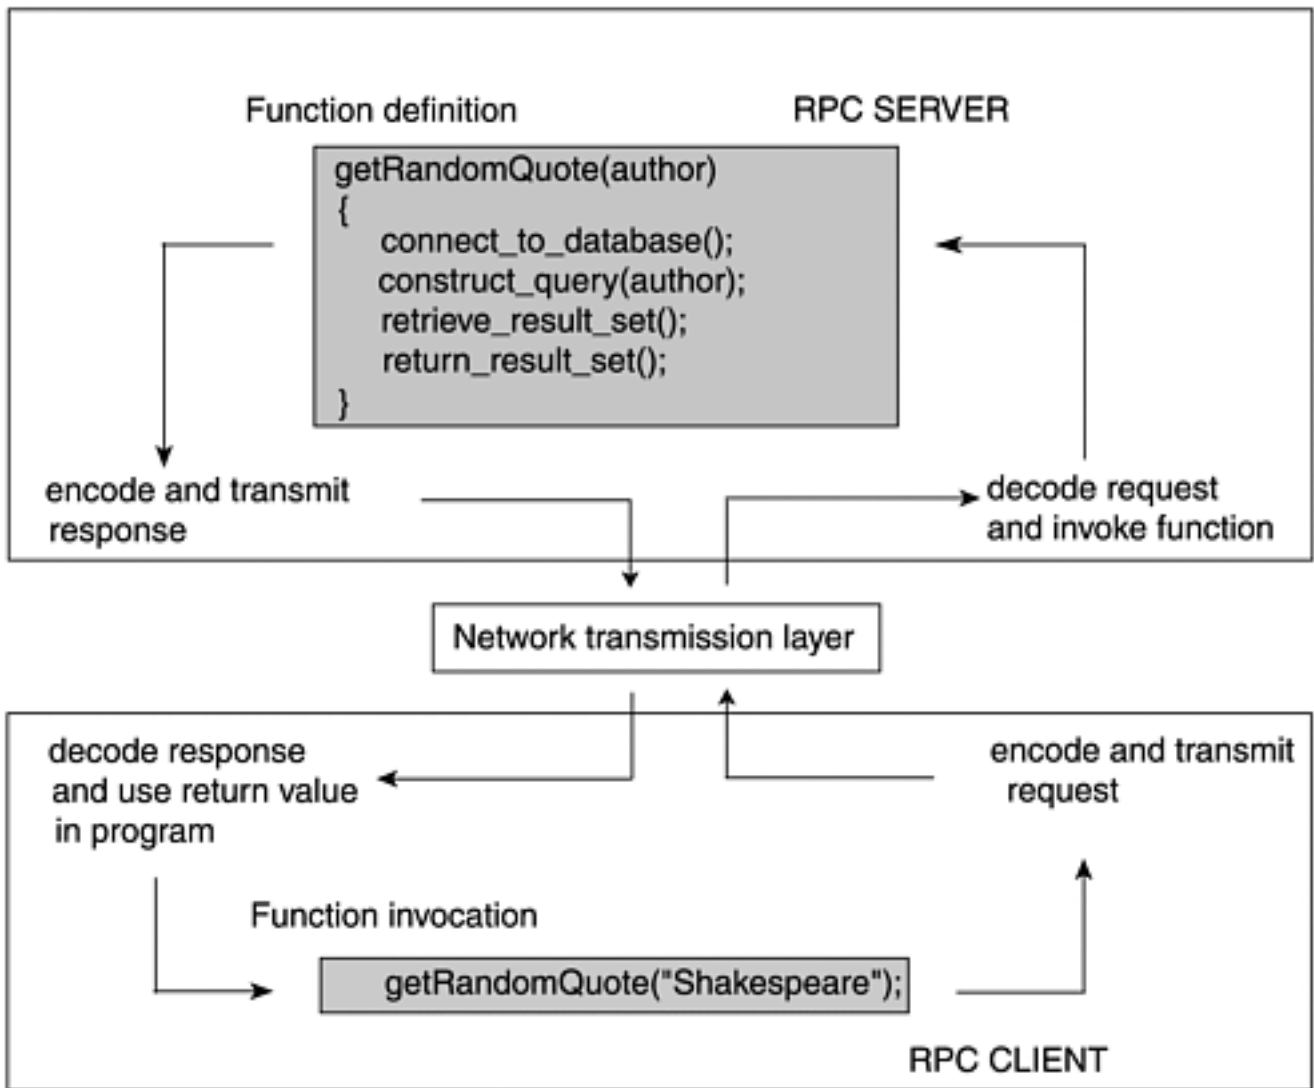 Function definition
RPC SERVER
getRandomQuote(author)
{
connect_to_database();
construct_query(author);
retrieve_result_set();
return_result_set();
}
encode and transmit
response
decode request
and invoke function
Network transmission layer
decode response
and use return value
in program
encode and transmit
request
Function invocation
getRandomQuote("Shakespeare");
RPC CLIENT